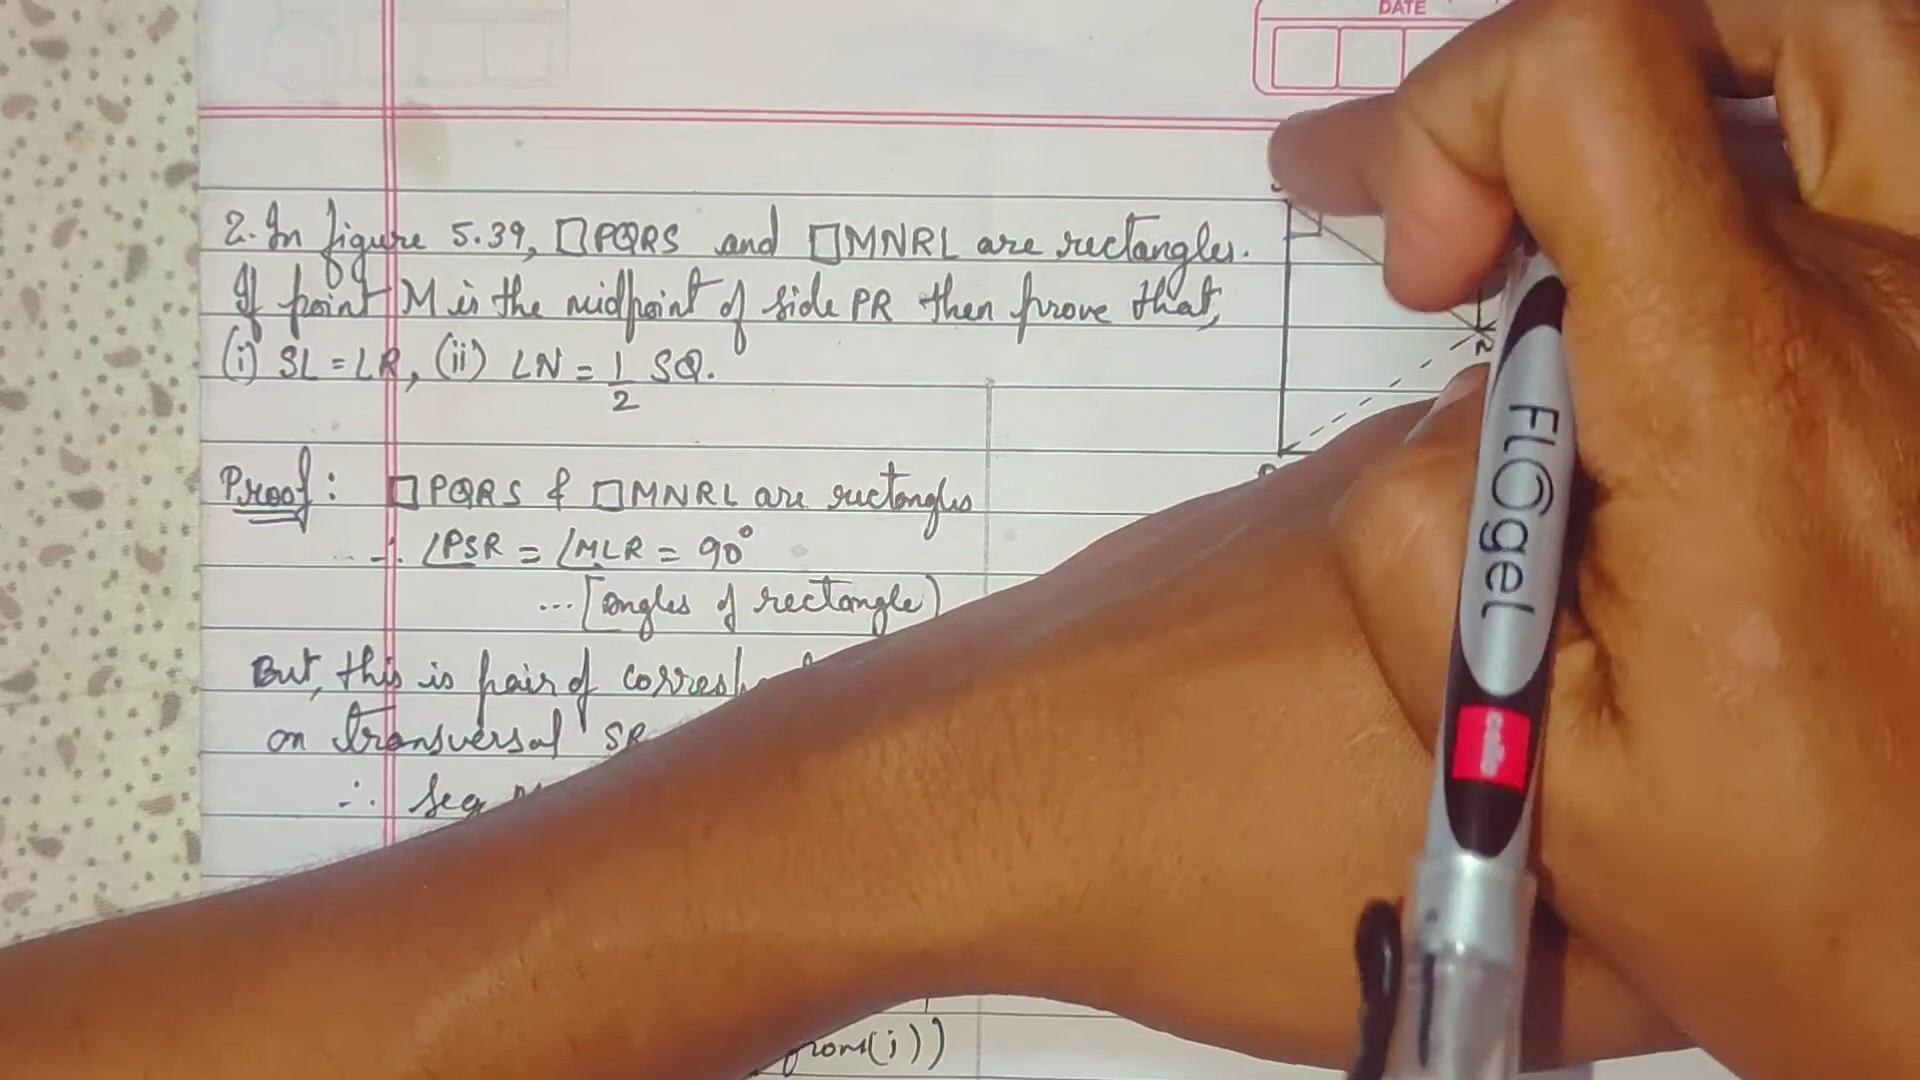 DATE
2. In figure 5.39, □PQRS and □MNRL are rectangles.
If point M is the midpoint of side PR then prove that,
(i) SL = LR, (ii) LN = 1/2 SQ.
Proof: □PQRS & □MNRL are rectangles
∴ ∠PSR = ∠MLR = 90°
...[angles of rectangle)
But, this is pair of
on transversal SR
∴ seg
from(i))
FLOgel
cello